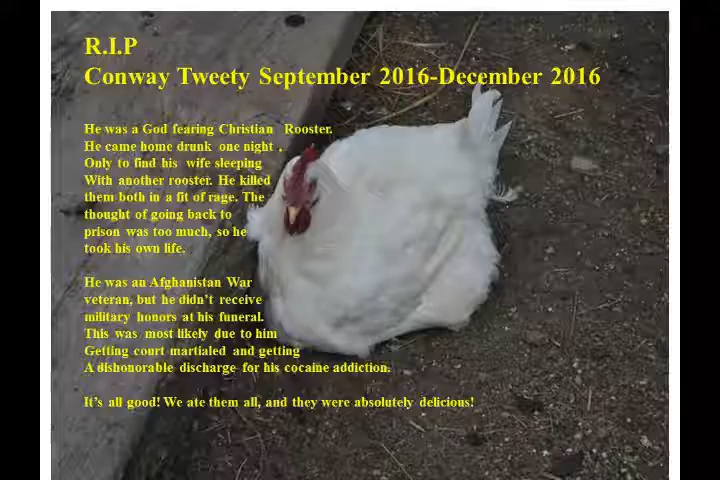 R.I.P
Conway Tweety September 2016-December 2016
He was a God fearing Christian Rooster.
He came home drunk one night .
Only to find his wife sleeping
With another rooster. He killed
them both in a fit of rage. The
thought of going back to
prison was too much, so he
took his own life.
He was an Afghanistan War
veteran, but he didn't receive
military honors at his funeral.
This was most likely due to him
Getting court martialed and getting
A dishonorable discharge for his cocaine addiction.
It's all good! We ate them all, and they were absolutely delicious!